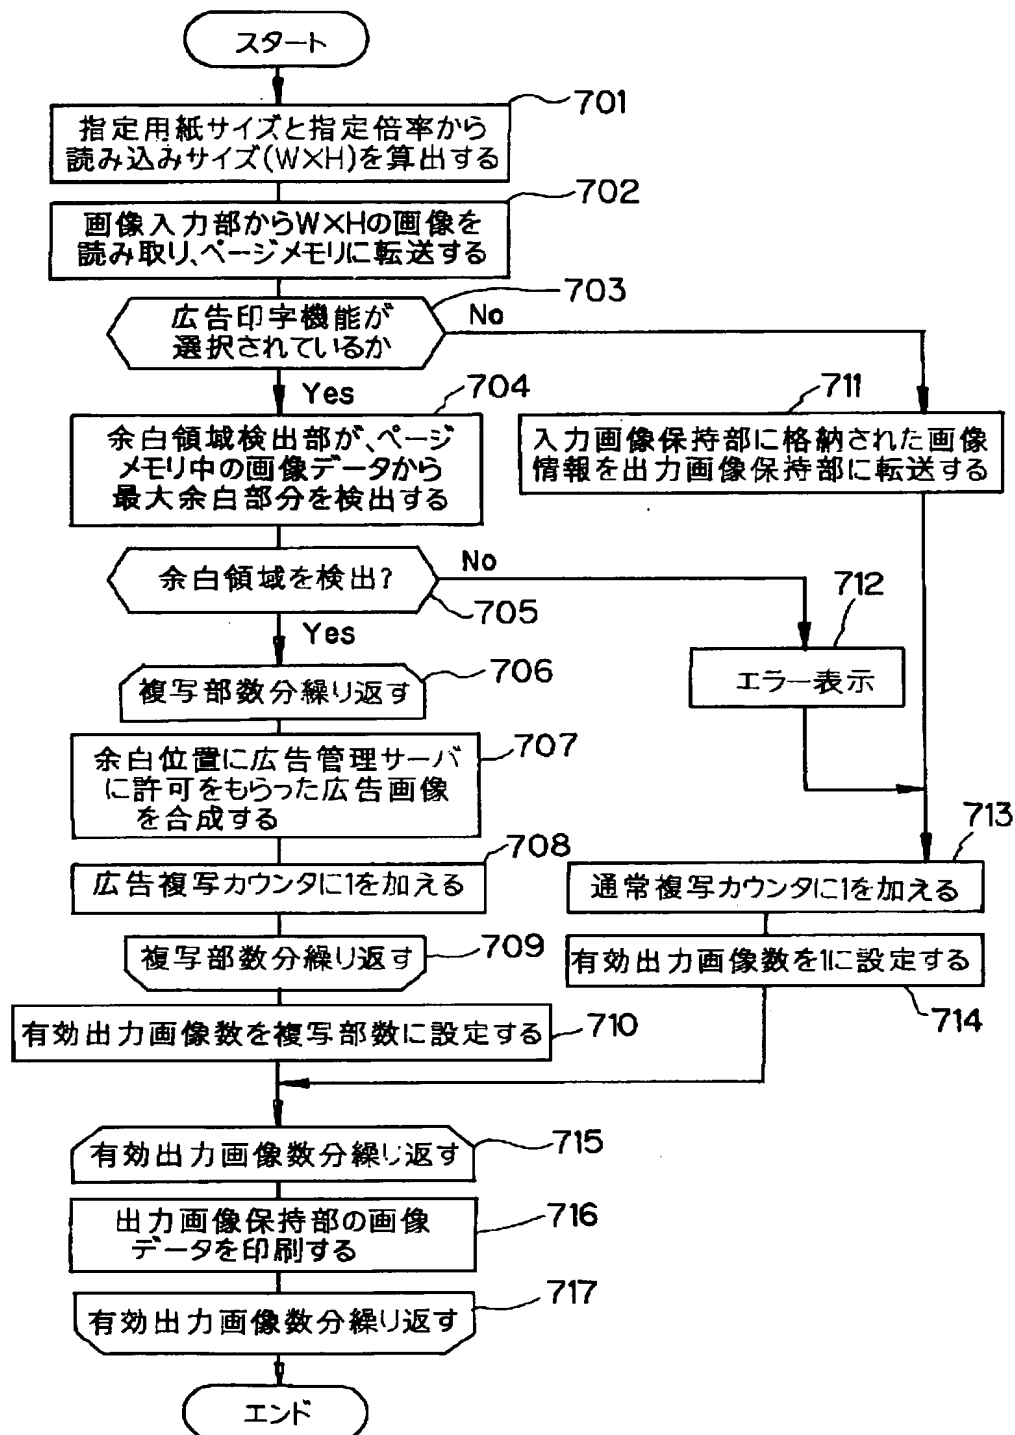 スタート
701
指定用紙サイズと指定倍率から
読み込みサイズ(W×H)を算出する
702
画像入力部からW×Hの画像を
読み取り、ページメモリに転送する
703
広告印字機能が
選択されているか
No
Yes
704
余白領域検出部が、ページ
メモリ中の画像データから
最大余白部分を検出する
711
入力画像保持部に格納された画像
情報を出力画像保持部に転送する
余白領域を検出?
No
705
Yes
712
エラー表示
706
複写部数分繰り返す
707
余白位置に広告管理サーバ
に許可をもらった広告画像
を合成する
708
広告複写カウンタに1を加える
713
通常複写カウンタに1を加える
709
複写部数分繰り返す
有効出力画像数を1に設定する
714
710
有効出力画像数を複写部数に設定する
715
有効出力画像数分繰り返す
716
出力画像保持部の画像
データを印刷する
717
有効出力画像数分繰り返す
エンド